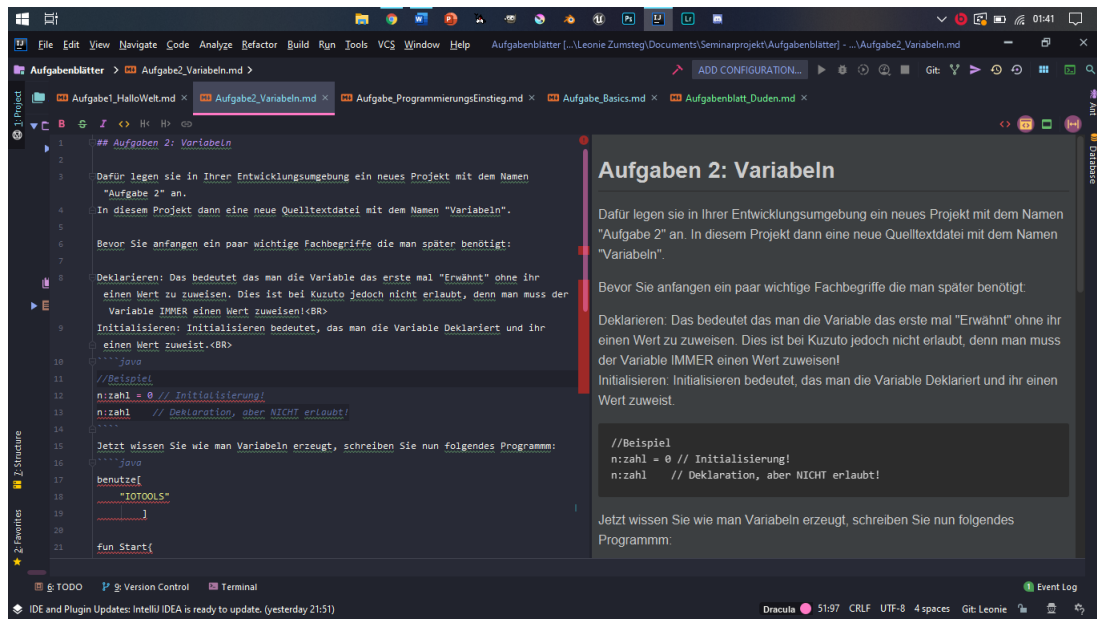 01:41
File Edit View Navigate Code Analyze Refactor Build Run Tools VCS Window Help Aufgabenblätter [...\Leonie Zumsteg\Documents\Seminarprojekt\Aufgabenblätter] - ...\Aufgabe2_Variabeln.md
Aufgabenblätter > Aufgabe2_Variabeln.md >
ADD CONFIGURATION...
Git:
Aufgabe1_HalloWelt.md
Aufgabe2_Variabeln.md
Aufgabe_ProgrammierungsEinstieg.md
Aufgabe_Basics.md
Aufgabenblatt_Duden.md
1: Project
Z: Structure
2: Favorites
Ant
Database
1 ## Aufgaben 2: Variabeln
2
3 Dafür legen sie in Ihrer Entwicklungsumgebung ein neues Projekt mit dem Namen
"Aufgabe 2" an.
4 In diesem Projekt dann eine neue Quelltextdatei mit dem Namen "Variabeln".
5
6 Bevor Sie anfangen ein paar wichtige Fachbegriffe die man später benötigt:
7
8 Deklarieren: Das bedeutet das man die Variable das erste mal "Erwähnt" ohne ihr
einen Wert zu zuweisen. Dies ist bei Kuzuto jedoch nicht erlaubt, denn man muss der
Variable IMMER einen Wert zuweisen!<BR>
9 Initialisieren: Initialisieren bedeutet, das man die Variable Deklariert und ihr
einen Wert zuweist.<BR>
10 ````java
11 //Beispiel
12 n:zahl = 0 // Initialisierung!
13 n:zahl // Deklaration, aber NICHT erlaubt!
14 ````
15 Jetzt wissen Sie wie man Variabeln erzeugt, schreiben Sie nun folgendes Programmm:
16 ````java
17 benutze[
18 "IOTOOLS"
19 ]
20
21 fun Start{
Aufgaben 2: Variabeln
Dafür legen sie in Ihrer Entwicklungsumgebung ein neues Projekt mit dem Namen
"Aufgabe 2" an. In diesem Projekt dann eine neue Quelltextdatei mit dem Namen
"Variabeln".
Bevor Sie anfangen ein paar wichtige Fachbegriffe die man später benötigt:
Deklarieren: Das bedeutet das man die Variable das erste mal "Erwähnt" ohne ihr
einen Wert zu zuweisen. Dies ist bei Kuzuto jedoch nicht erlaubt, denn man muss
der Variable IMMER einen Wert zuweisen!
Initialisieren: Initialisieren bedeutet, das man die Variable Deklariert und ihr einen
Wert zuweist.
//Beispiel
n:zahl = 0 // Initialisierung!
n:zahl // Deklaration, aber NICHT erlaubt!
Jetzt wissen Sie wie man Variabeln erzeugt, schreiben Sie nun folgendes
Programmm:
6: TODO 9: Version Control Terminal
1 Event Log
IDE and Plugin Updates: IntelliJ IDEA is ready to update. (yesterday 21:51)
Dracula 51:97 CRLF UTF-8 4 spaces Git: Leonie